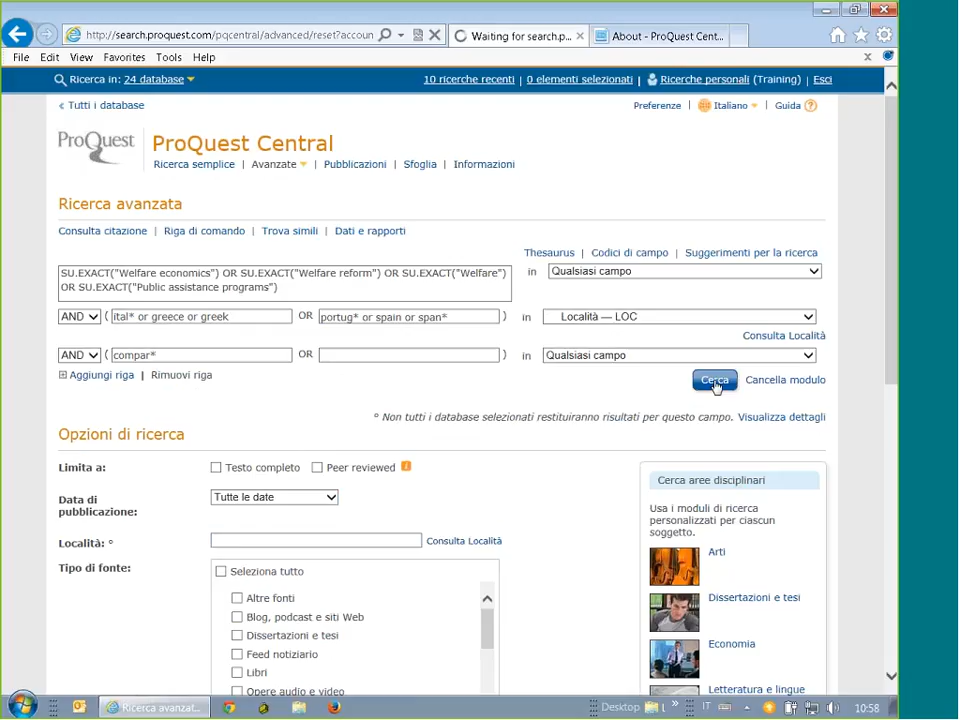 http://search.proquest.com/pqcentral/advanced/reset?accoun
Waiting for search.p...
About - ProQuest Cent...
File Edit View Favorites Tools Help
Ricerca in: 24 database
10 ricerche recenti | 0 elementi selezionati | Ricerche personali (Training) | Esci
« Tutti i database
Preferenze | Italiano | Guida ?
ProQuest
ProQuest Central
Ricerca semplice | Avanzate | Pubblicazioni | Sfoglia | Informazioni
Ricerca avanzata
Consulta citazione | Riga di comando | Trova simili | Dati e rapporti
Thesaurus | Codici di campo | Suggerimenti per la ricerca
SU.EXACT("Welfare economics") OR SU.EXACT("Welfare reform") OR SU.EXACT("Welfare")
OR SU.EXACT("Public assistance programs")
in Qualsiasi campo
AND ( ital* or greece or greek OR portug* or spain or span* ) in Località — LOC
Consulta Località
AND ( compar* OR ) in Qualsiasi campo
Aggiungi riga | Rimuovi riga
Cerca Cancella modulo
° Non tutti i database selezionati restituiranno risultati per questo campo. Visualizza dettagli
Opzioni di ricerca
Limita a: Testo completo Peer reviewed i
Data di
pubblicazione:
Tutte le date
Località: ° Consulta Località
Tipo di fonte: Seleziona tutto
Altre fonti
Blog, podcast e siti Web
Dissertazioni e tesi
Feed notiziario
Libri
Opere audio e video
Cerca aree disciplinari
Usa i moduli di ricerca
personalizzati per ciascun
soggetto.
Arti
Dissertazioni e tesi
Economia
Letteratura e lingue
Ricerca avanzat...
Desktop L » IT 10:58